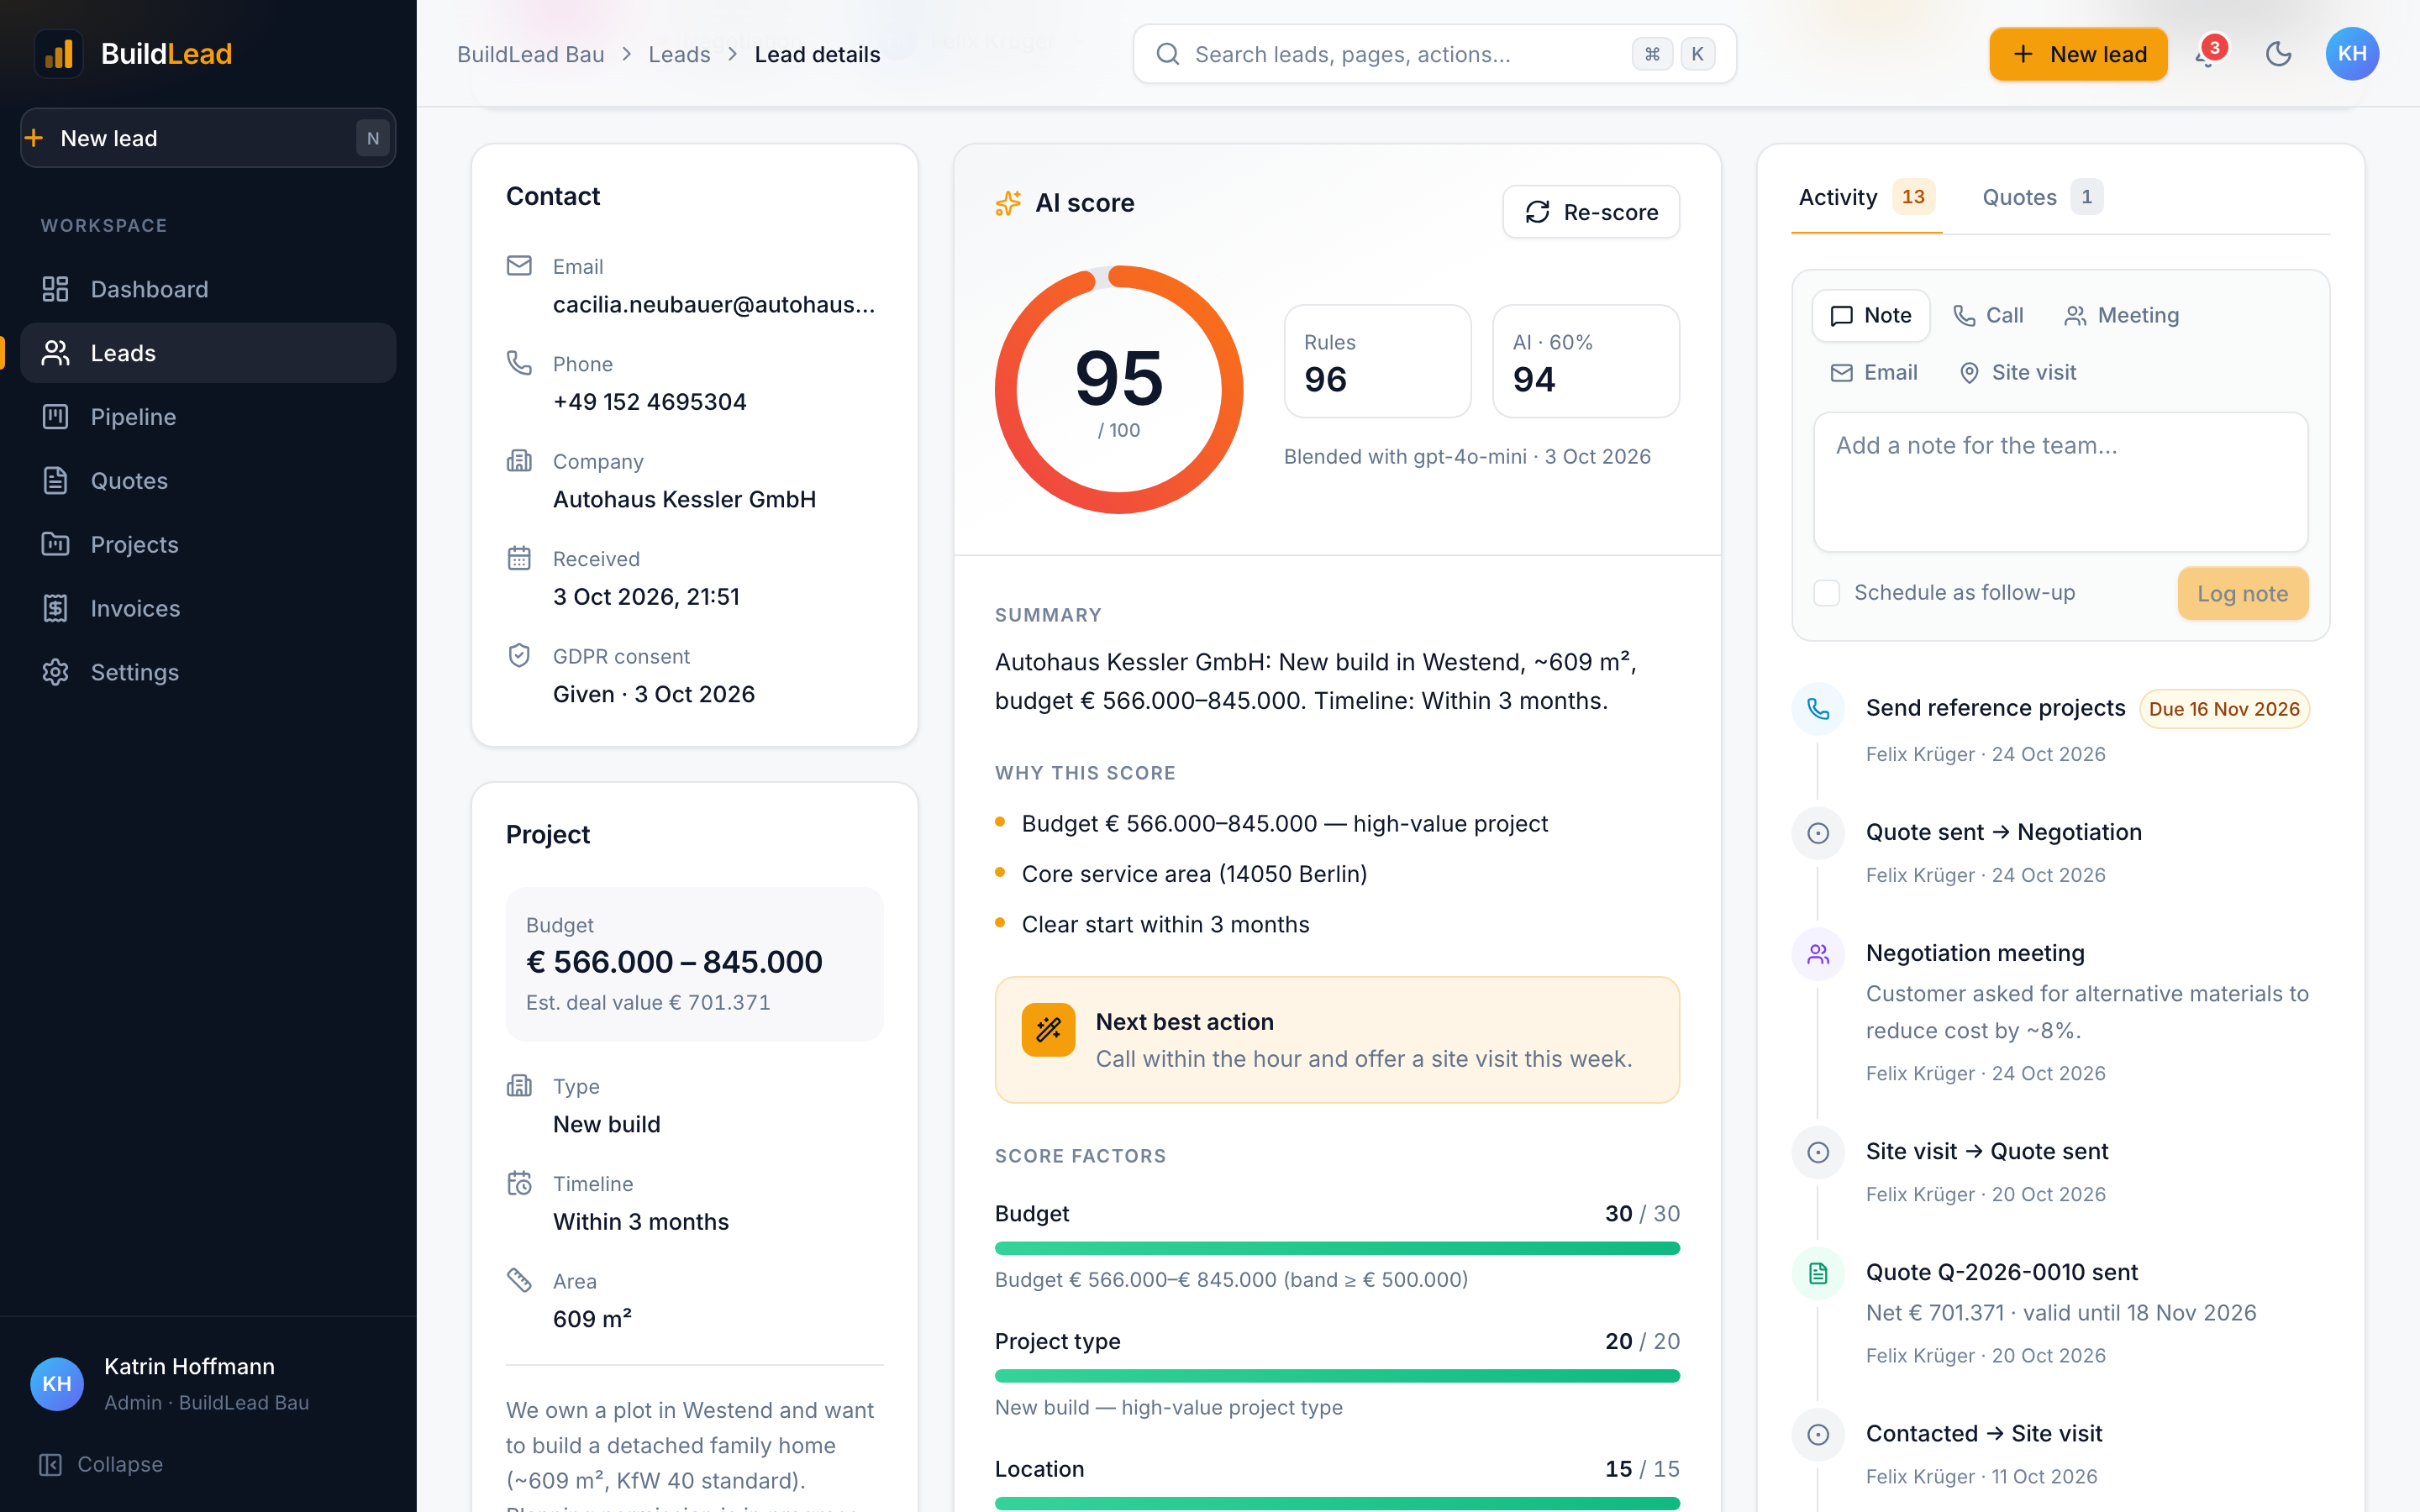 BuildLead
New lead
N
WORKSPACE
Dashboard
Leads
Pipeline
Quotes
Projects
Invoices
Settings
KH
Katrin Hoffmann
Admin · BuildLead Bau
Collapse
BuildLead Bau > Leads > Lead details
Search leads, pages, actions...
⌘ K
+ New lead
3
KH
Contact
Email
cacilia.neubauer@autohaus...
Phone
+49 152 4695304
Company
Autohaus Kessler GmbH
Received
3 Oct 2026, 21:51
GDPR consent
Given · 3 Oct 2026
Project
Budget
€ 566.000 – 845.000
Est. deal value € 701.371
Type
New build
Timeline
Within 3 months
Area
609 m²
We own a plot in Westend and want
to build a detached family home
(~609 m², KfW 40 standard).
AI score
Re-score
95
/ 100
Rules
96
AI · 60%
94
Blended with gpt-4o-mini · 3 Oct 2026
SUMMARY
Autohaus Kessler GmbH: New build in Westend, ~609 m²,
budget € 566.000–845.000. Timeline: Within 3 months.
WHY THIS SCORE
Budget € 566.000–845.000 — high-value project
Core service area (14050 Berlin)
Clear start within 3 months
Next best action
Call within the hour and offer a site visit this week.
SCORE FACTORS
Budget 30 / 30
Budget € 566.000–€ 845.000 (band ≥ € 500.000)
Project type 20 / 20
New build — high-value project type
Location 15 / 15
Activity 13
Quotes 1
Note
Call
Meeting
Email
Site visit
Add a note for the team...
Schedule as follow-up
Log note
Send reference projects Due 16 Nov 2026
Felix Krüger · 24 Oct 2026
Quote sent → Negotiation
Felix Krüger · 24 Oct 2026
Negotiation meeting
Customer asked for alternative materials to
reduce cost by ~8%.
Felix Krüger · 24 Oct 2026
Site visit → Quote sent
Felix Krüger · 20 Oct 2026
Quote Q-2026-0010 sent
Net € 701.371 · valid until 18 Nov 2026
Felix Krüger · 20 Oct 2026
Contacted → Site visit
Felix Krüger · 11 Oct 2026